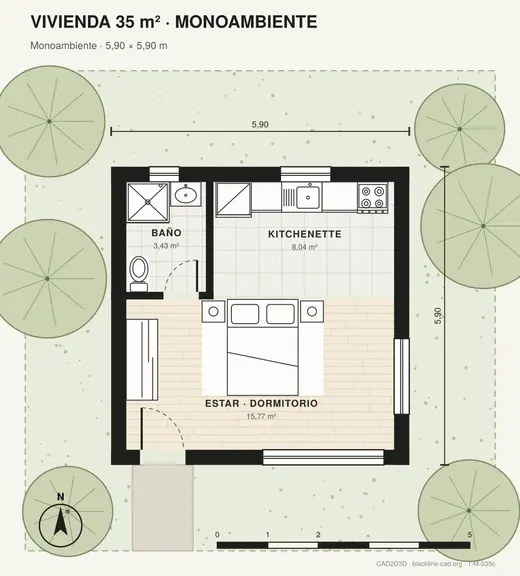 VIVIENDA 35 m² · MONOAMBIENTE
Monoambiente · 5,90 × 5,90 m
5,90
BAÑO
3,43 m²
KITCHENETTE
8,04 m²
5,90
ESTAR · DORMITORIO
15,77 m²
N
0 1 2 5
CAD2D3D · blackline-cad.org · T-M-035c